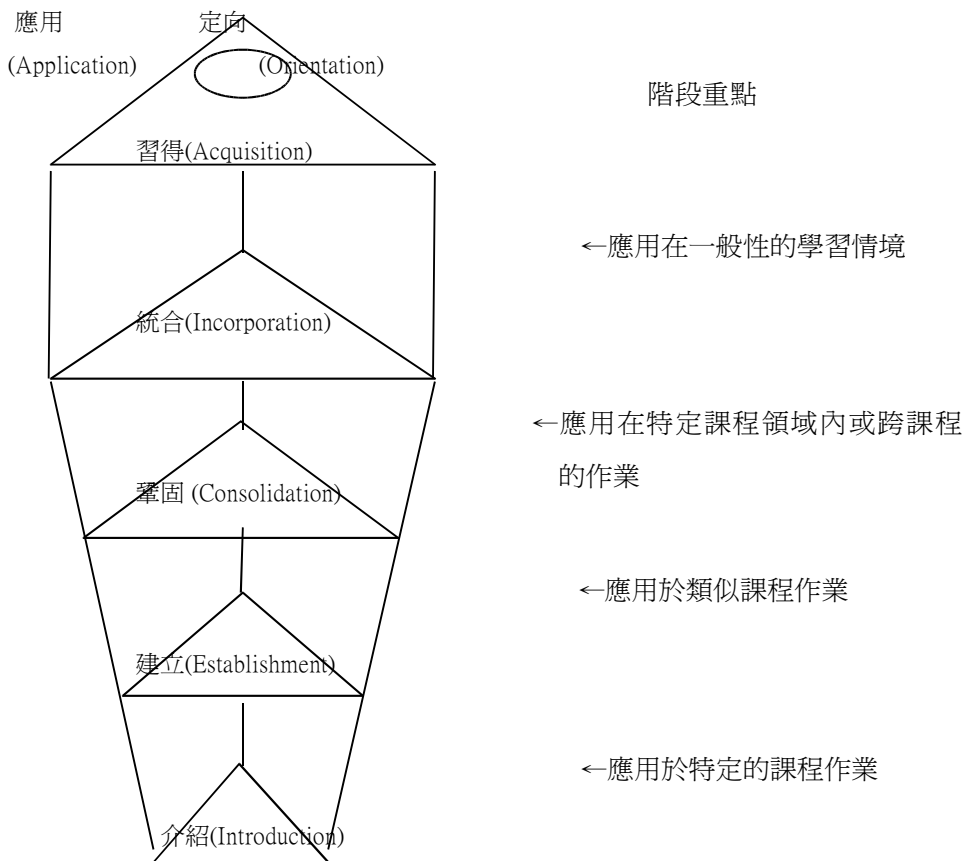 應用 定向
(Application) (Orientation)
階段重點
習得(Acquisition)
←應用在一般性的學習情境
統合(Incorporation)
←應用在特定課程領域內或跨課程
的作業
鞏固 (Consolidation)
←應用於類似課程作業
建立(Establishment)
←應用於特定的課程作業
介紹(Introduction)